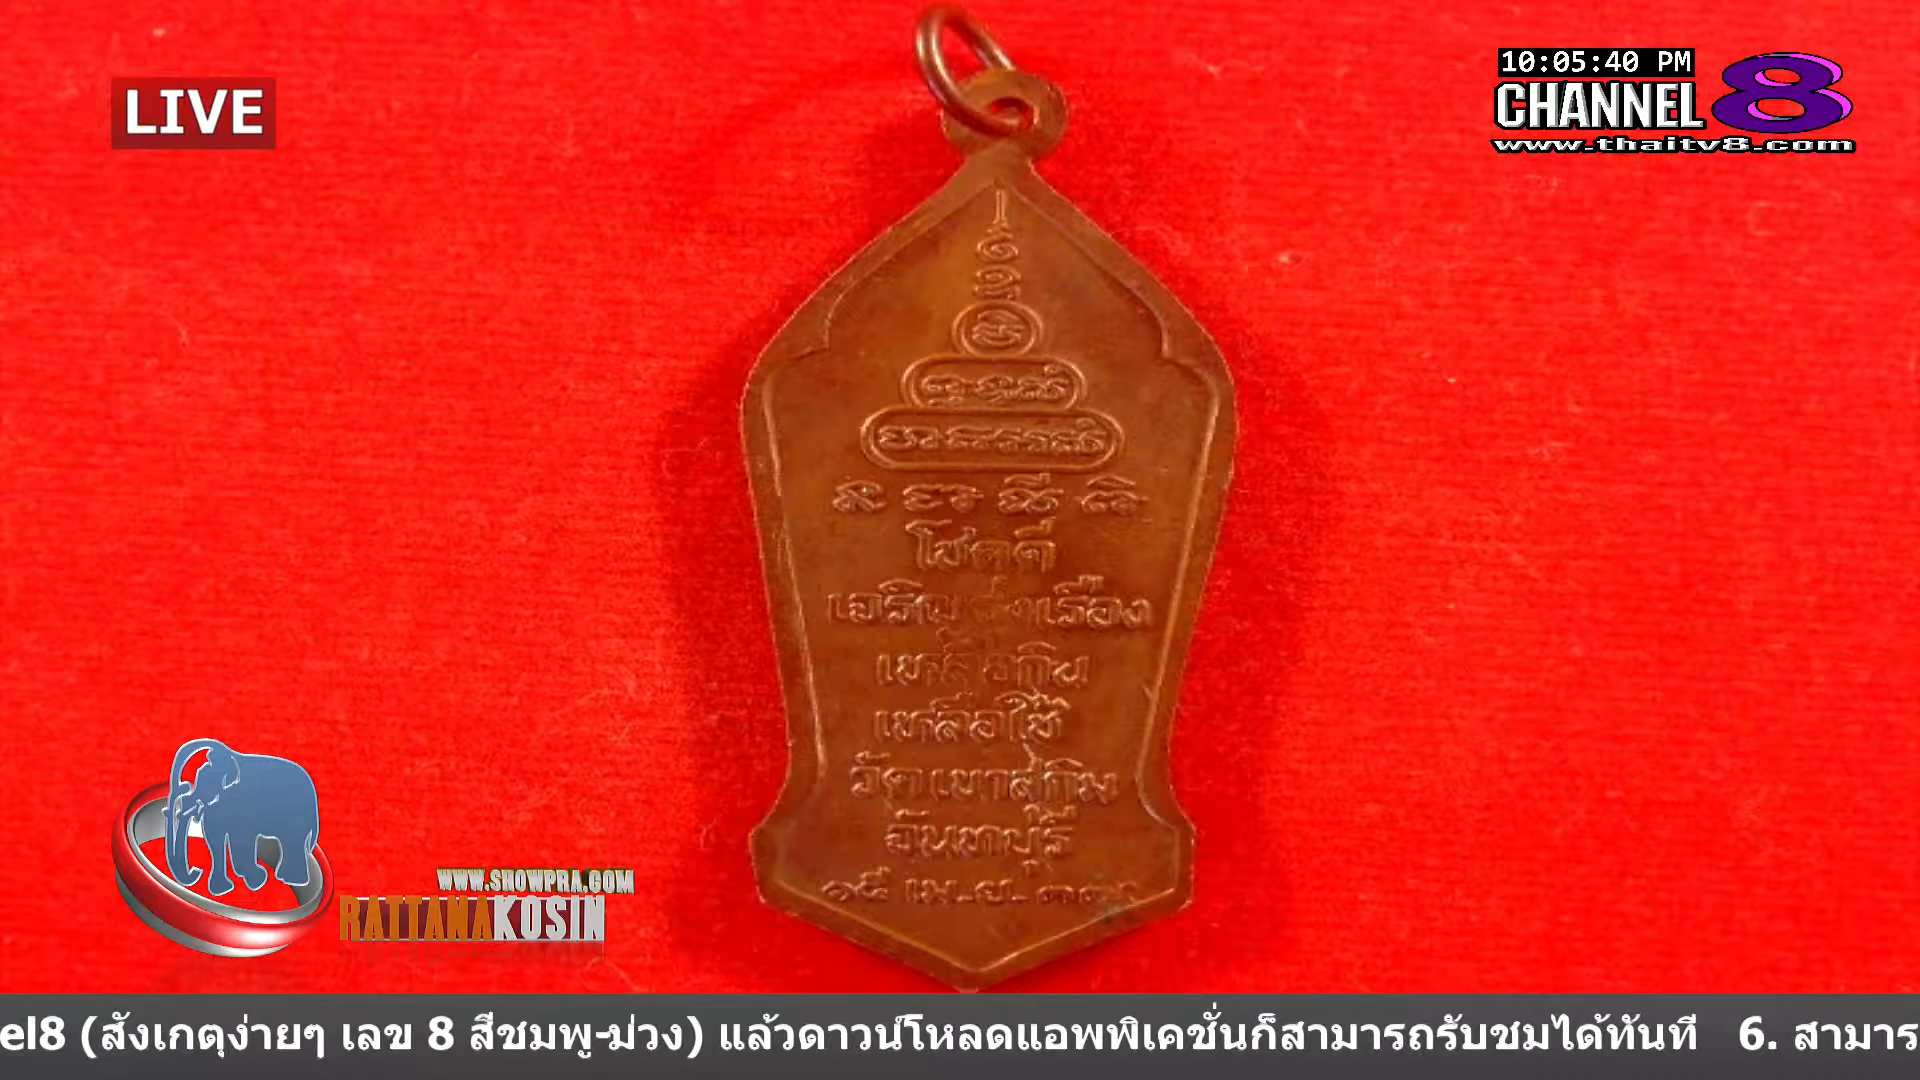 LIVE
10:05:40 PM
CHANNEL 8
www.thaitv8.com
โชคดี
เจริญรุ่งเรือง
เหลือกิน
เหลือใช้
วัดเขาสุกิม
จันทบุรี
๑๕ เม.ย.
WWW.SHOWPRA.COM
RATTANAKOSIN
el8 (สังเกตุง่ายๆ เลข 8 สีชมพู-ม่วง) แล้วดาวน์โหลดแอพพิเคชั่นก็สามารถรับชมได้ทันที 6. สามาร